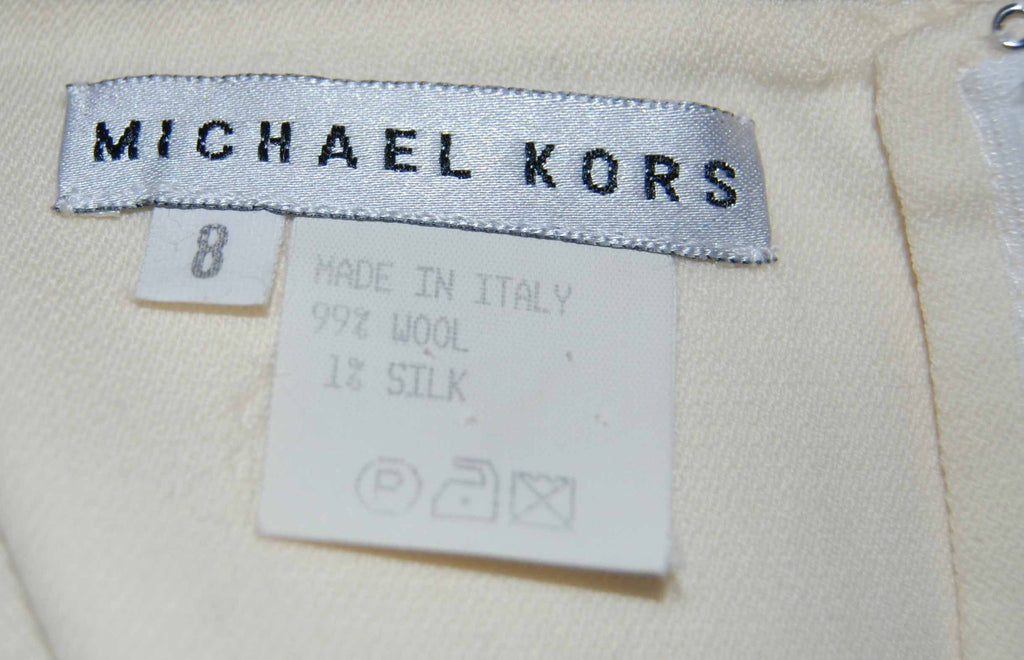 MICHAEL KORS
8
MADE IN ITALY
99% WOOL
1% SILK
P